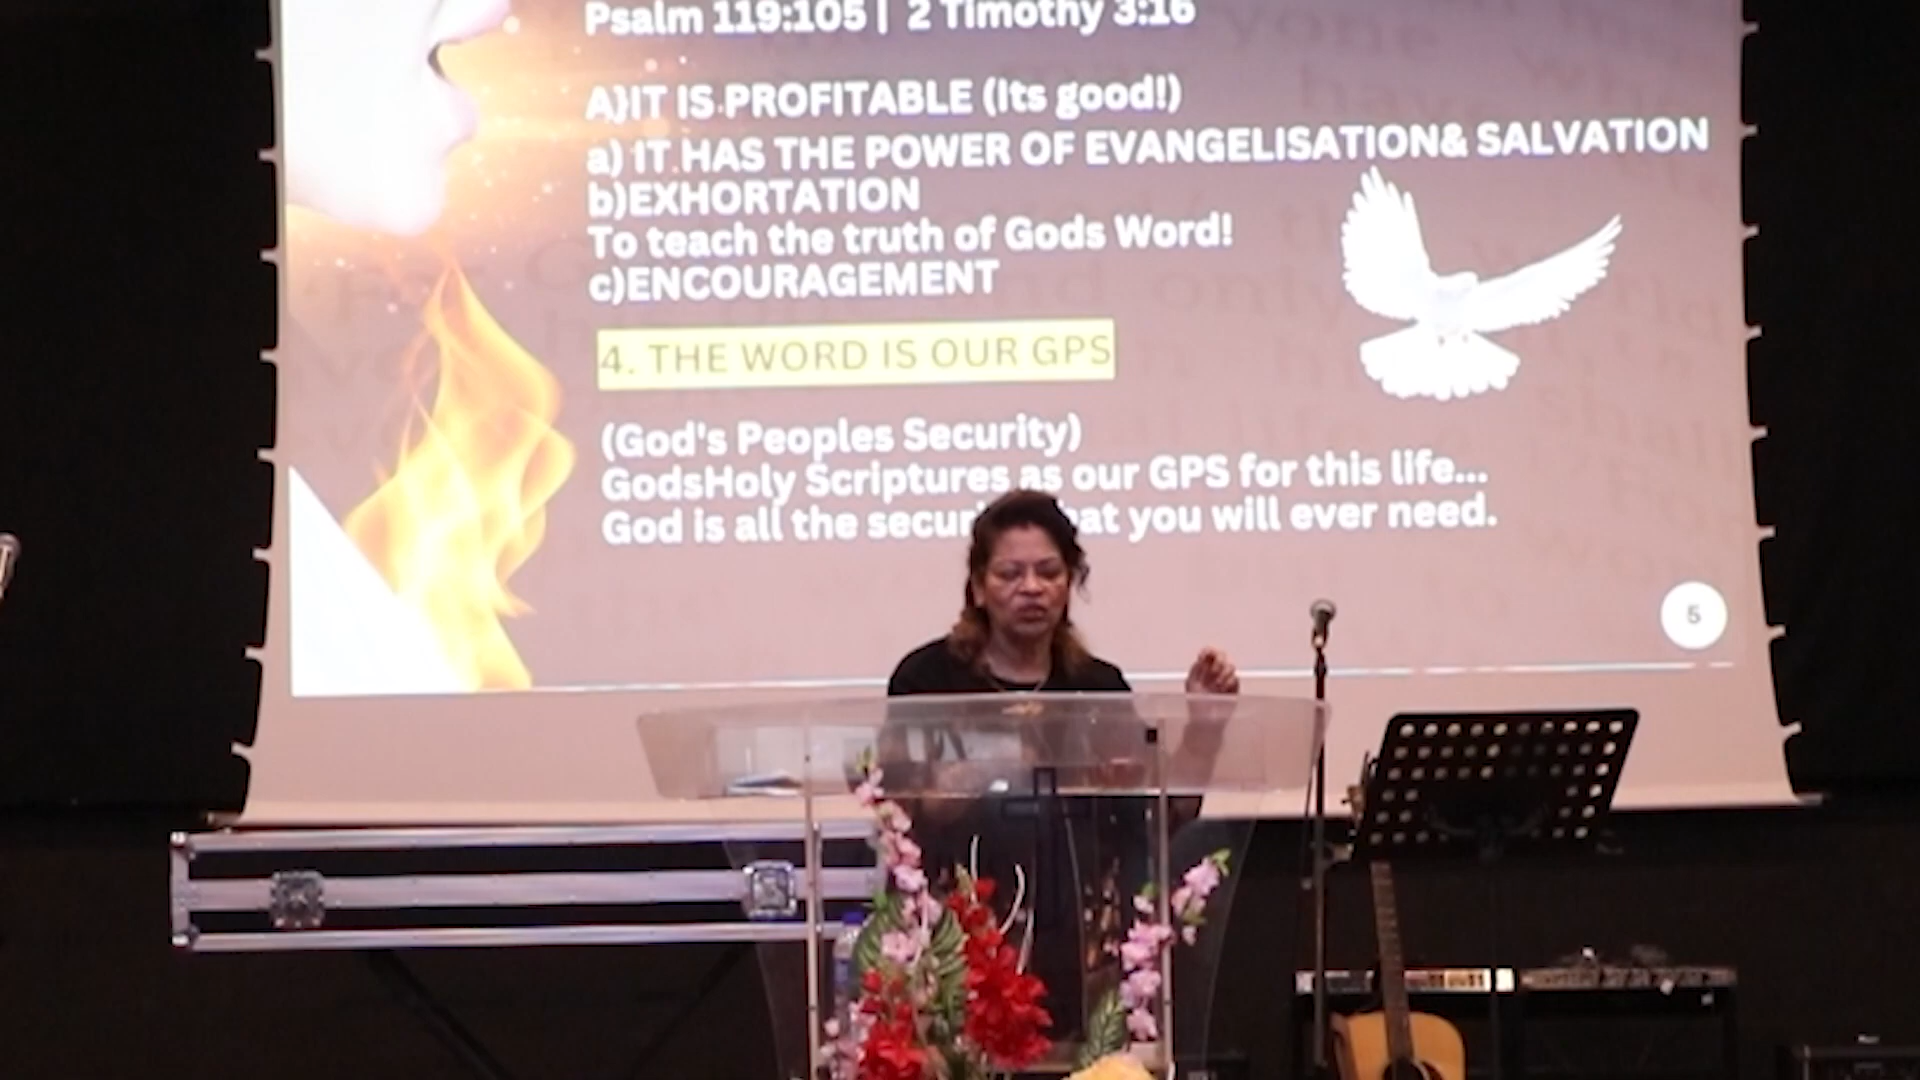 Psalm 119:105 | 2 Timothy 3:16
A}IT IS PROFITABLE (Its good!)
a) IT HAS THE POWER OF EVANGELISATION& SALVATION
b)EXHORTATION
To teach the truth of Gods Word!
c)ENCOURAGEMENT
4. THE WORD IS OUR GPS
(God's Peoples Security)
GodsHoly Scriptures as our GPS for this life...
God is all the you will ever need.
5